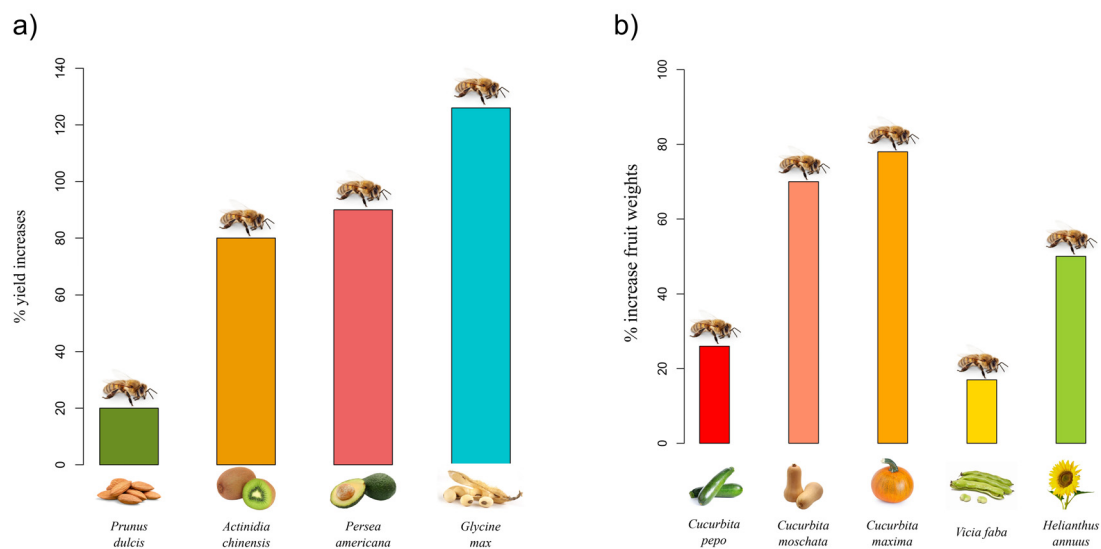 a)
% yield increases
140
120
100
80
60
40
20
0
Prunus
dulcis
Actinidia
chinensis
Persea
americana
Glycine
max
b)
% increase fruit weights
100
80
60
40
20
0
Cucurbita
pepo
Cucurbita
moschata
Cucurbita
maxima
Vicia faba
Helianthus
annuus